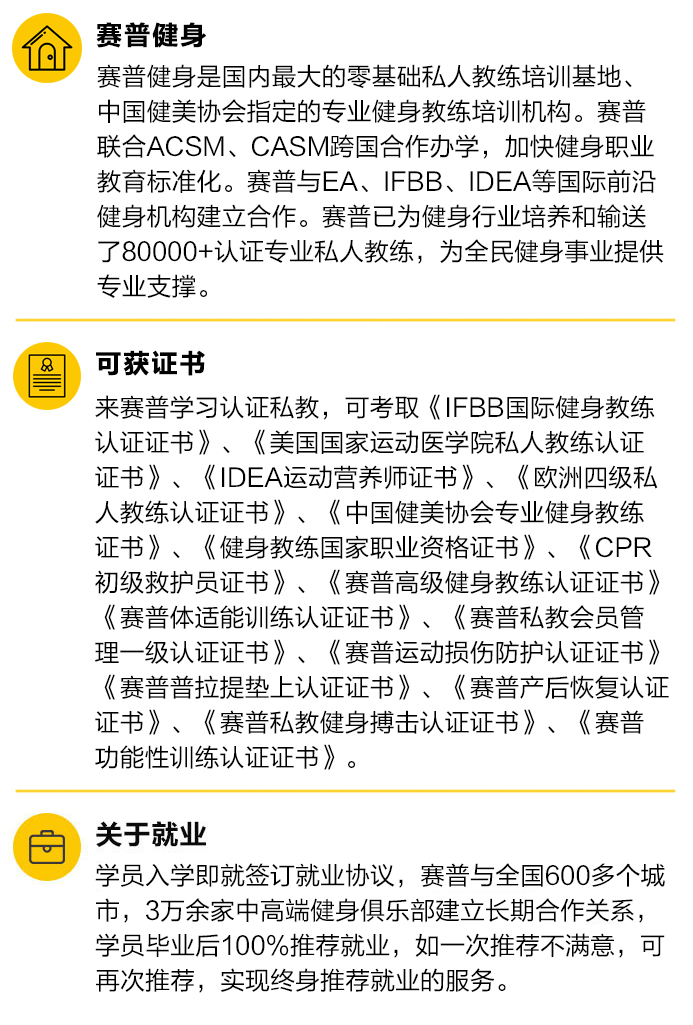 赛普健身
赛普健身是国内最大的零基础私人教练培训基地、
中国健美协会指定的专业健身教练培训机构。赛普
联合ACSM、CASM跨国合作办学，加快健身职业
教育标准化。赛普与EA、IFBB、IDEA等国际前沿
健身机构建立合作。赛普已为健身行业培养和输送
了80000+认证专业私人教练，为全民健身事业提供
专业支撑。
可获证书
来赛普学习认证私教，可考取《IFBB国际健身教练
认证证书》、《美国国家运动医学院私人教练认证
证书》、《IDEA运动营养师证书》、《欧洲四级私
人教练认证证书》、《中国健美协会专业健身教练
证书》、《健身教练国家职业资格证书》、《CPR
初级救护员证书》、《赛普高级健身教练认证证书》
《赛普体适能训练认证证书》、《赛普私教会员管
理一级认证证书》、《赛普运动损伤防护认证证书》
《赛普普拉提垫上认证证书》、《赛普产后恢复认证
证书》、《赛普私教健身搏击认证证书》、《赛普
功能性训练认证证书》。
关于就业
学员入学即就签订就业协议，赛普与全国600多个城
市，3万余家中高端健身俱乐部建立长期合作关系，
学员毕业后100%推荐就业，如一次推荐不满意，可
再次推荐，实现终身推荐就业的服务。